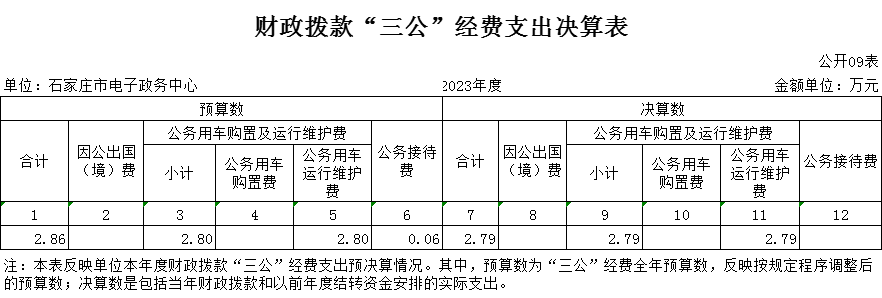 财政拨款“三公”经费支出决算表
公开09表
单位：石家庄市电子政务中心 2023年度 金额单位：万元
预算数 决算数
合计 因公出国（境）费 公务用车购置及运行维护费 公务接待费 合计 因公出国（境）费 公务用车购置及运行维护费 公务接待费
小计 公务用车购置费 公务用车运行维护费 小计 公务用车购置费 公务用车运行维护费
1 2 3 4 5 6 7 8 9 10 11 12
2.86 2.80 2.80 0.06 2.79 2.79 2.79
注：本表反映单位本年度财政拨款“三公”经费支出预决算情况。其中，预算数为“三公”经费全年预算数，反映按规定程序调整后
的预算数；决算数是包括当年财政拨款和以前年度结转资金安排的实际支出。